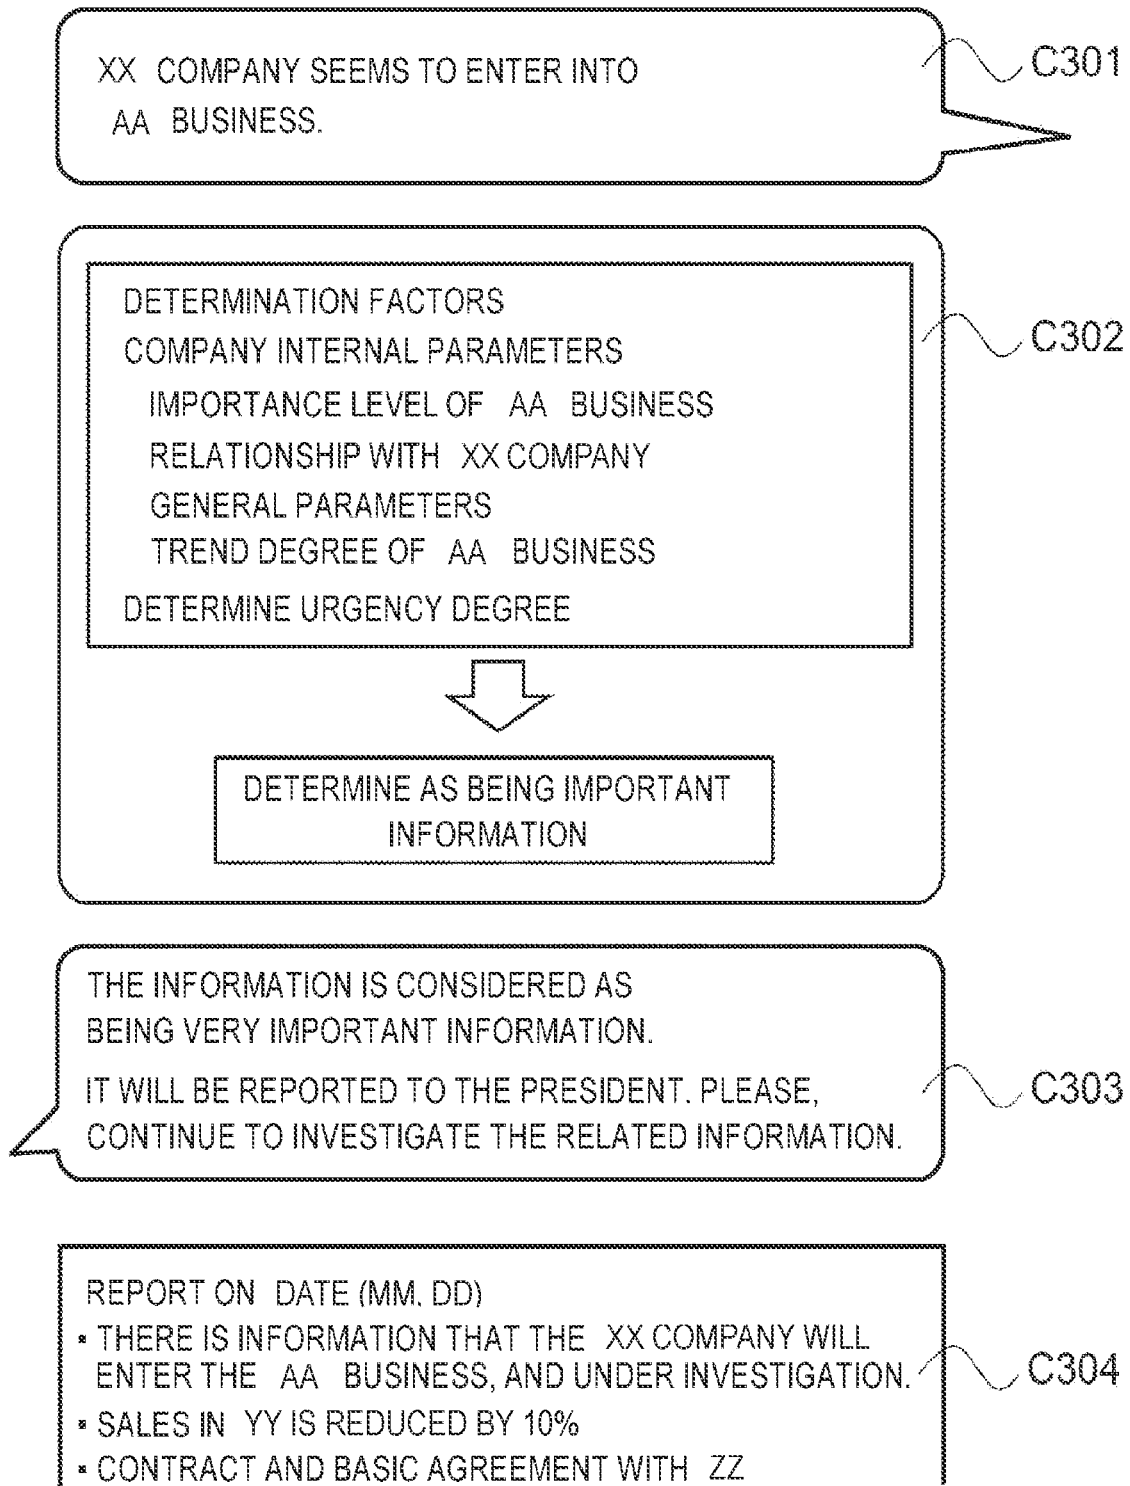 XX COMPANY SEEMS TO ENTER INTO
AA BUSINESS.
C301
DETERMINATION FACTORS
COMPANY INTERNAL PARAMETERS
IMPORTANCE LEVEL OF AA BUSINESS
RELATIONSHIP WITH XX COMPANY
GENERAL PARAMETERS
TREND DEGREE OF AA BUSINESS
DETERMINE URGENCY DEGREE
C302
DETERMINE AS BEING IMPORTANT
INFORMATION
THE INFORMATION IS CONSIDERED AS
BEING VERY IMPORTANT INFORMATION.
IT WILL BE REPORTED TO THE PRESIDENT. PLEASE,
CONTINUE TO INVESTIGATE THE RELATED INFORMATION.
C303
REPORT ON DATE (MM, DD)
▪ THERE IS INFORMATION THAT THE XX COMPANY WILL
ENTER THE AA BUSINESS, AND UNDER INVESTIGATION.
▪ SALES IN YY IS REDUCED BY 10%
▪ CONTRACT AND BASIC AGREEMENT WITH ZZ
C304